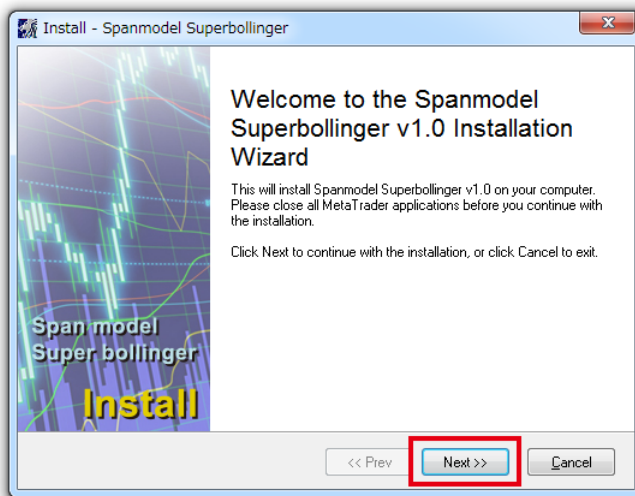 Install - Spanmodel Superbollinger
Welcome to the Spanmodel
Superbollinger v1.0 Installation
Wizard
This will install Spanmodel Superbollinger v1.0 on your computer.
Please close all MetaTrader applications before you continue with
the installation.
Click Next to continue with the installation, or click Cancel to exit.
Span model
Super bollinger
Install
<< Prev
Next >>
Cancel